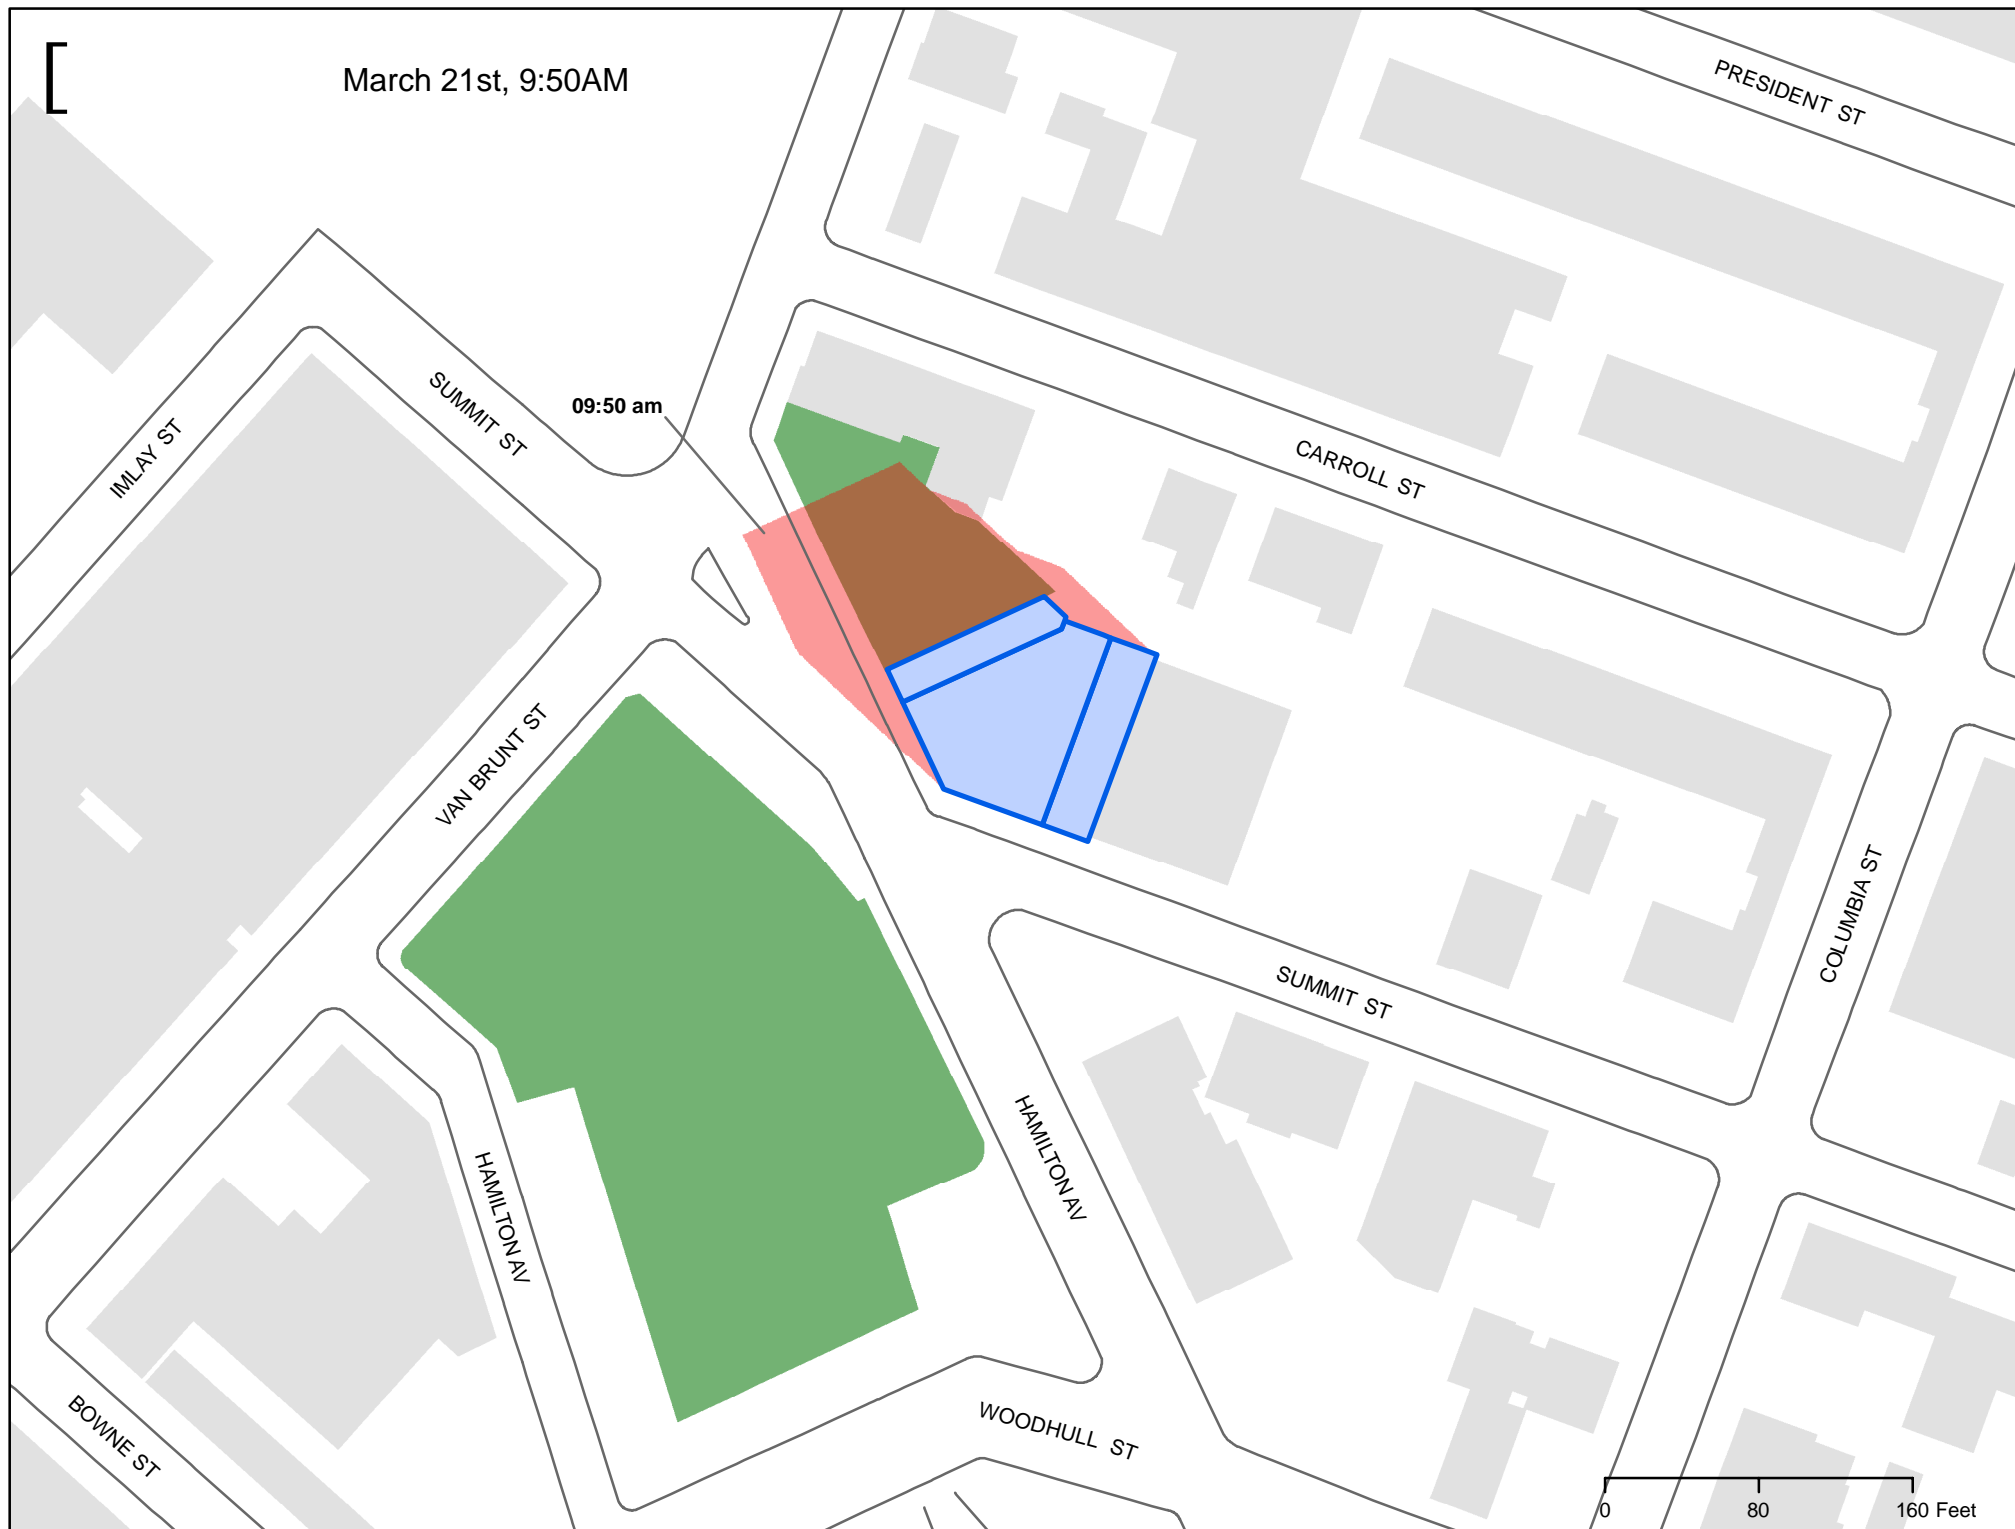 [
March 21st, 9:50AM
PRESIDENT ST
09:50 am
SUMMIT ST
IMLAY ST
CARROLL ST
VAN BRUNT ST
COLUMBIA ST
SUMMIT ST
HAMILTON AV
HAMILTON AV
WOODHULL ST
BOWNE ST
0 80 160 Feet